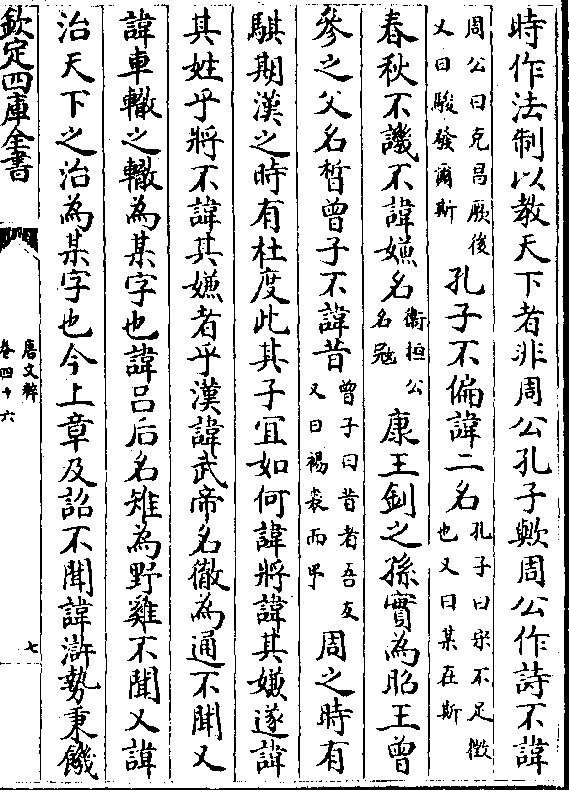 時作法制以教天下者非周公孔子歟周公作詩不諱
周公曰克昌厥後
又曰駿發爾斯
孔子不偏諱二名
孔子曰宋不足徵
也又曰某在斯
春秋不譏不諱嫌名
衞桓公
名冠
康王釗之孫實為昭王曾
參之父名晳曾子不諱昔
曾子曰昔者吾友
又曰裼裘而弔
周之時有
騏期漢之時有杜度此其子宜如何諱將諱其嫌遂諱
其姓乎將不諱其嫌者乎漢諱武帝名徹為通不聞又
諱車轍之轍為某字也諱呂后名雉為野雞不聞又諱
治天下之治為某字也今上章及詔不聞諱滸勢秉饑
欽定四庫全書
唐文粹
卷四十六
七